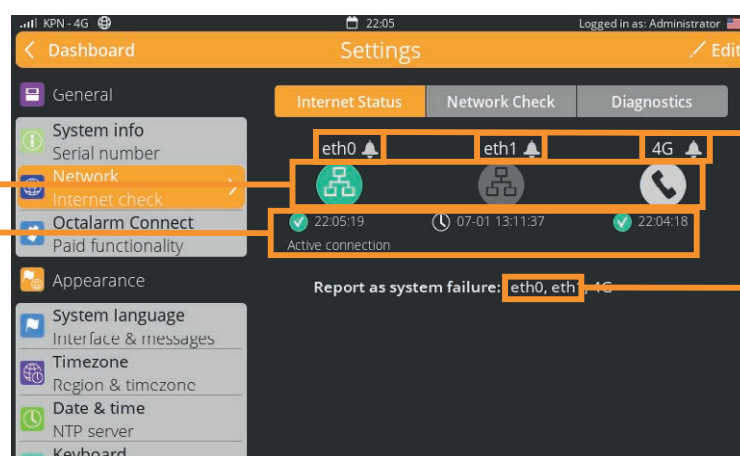 KPN - 4G 22:05 Logged in as: Administrator
Dashboard Settings Edit
General
Internet Status Network Check Diagnostics
System info
Serial number
eth0 eth1 4G
Network
Internet check
Octalarm Connect
Paid functionality
22:05:19 07-01 13:11:37 22:04:18
Active connection
Appearance
Report as system failure: eth0, eth1, 4G
System language
Interface & messages
Timezone
Region & timezone
Date & time
NTP server
Keyboard